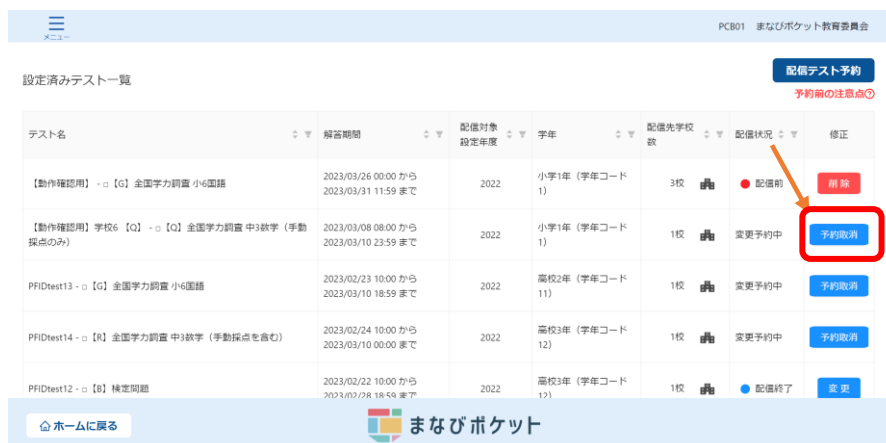 メニュー
PCB01 まなびポケット教育委員会
設定済みテスト一覧
配信テスト予約
予約前の注意点?
テスト名 解答期間 配信対象設定年度 学年 配信先学校数 配信状況 修正
【動作確認用】 - □【G】全国学力調査 小6国語
2023/03/26 00:00 から
2023/03/31 11:59 まで
2022
小学1年（学年コード
1）
3校
配信前
削 除
【動作確認用】学校6 【Q】 - □【Q】全国学力調査 中3数学（手動
採点のみ）
2023/03/08 08:00 から
2023/03/10 23:59 まで
2022
小学1年（学年コード
1）
1校
変更予約中
予約取消
PFIDtest13 - □【G】全国学力調査 小6国語
2023/02/23 10:00 から
2023/03/10 18:59 まで
2022
高校2年（学年コード
11）
1校
変更予約中
予約取消
PFIDtest14 - □【R】全国学力調査 中3数学（手動採点を含む）
2023/02/24 10:00 から
2023/03/10 00:00 まで
2022
高校3年（学年コード
12）
1校
変更予約中
予約取消
PFIDtest12 - □【B】検定問題
2023/02/22 10:00 から
2023/02/28 18:59 まで
2022
高校3年（学年コード
12）
1校
配信終了
変 更
ホームに戻る
まなびポケット